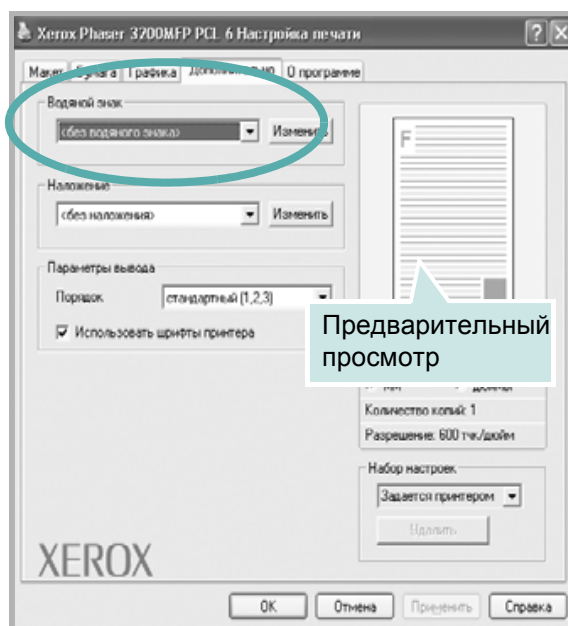 Xerox Phaser 3200MFP PCL 6 Настройка печати
Макет Бумага Графика Дополнительно О программе
Водяной знак
<без водяного знака> Изменить
F
Наложение
<без наложения> Изменить
Параметры вывода
Порядок стандартный (1,2,3)
Использовать шрифты принтера
Предварительный
просмотр
Количество копий: 1
Разрешение: 600 тчк/дюйм
Набор настроек
Задается принтером
Удалить
XEROX
OK Отмена Применить Справка